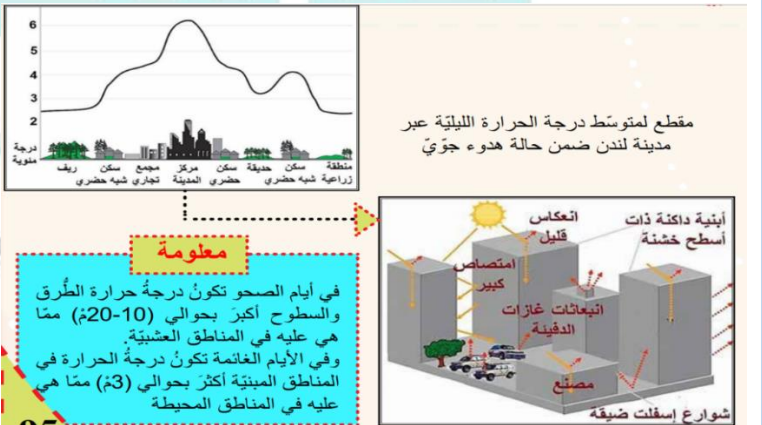 6
5
4
3
2
درجة
منوية
ريف
سكن
شبه حضري
مجمع
تجاري
مركز
المدينة
سكن
حضري
حديقة
سكن
شبه حضري
منطقة
زراعية
مقطع لمتوسّط درجة الحرارة الليليّة عبر
مدينة لندن ضمن حالة هدوء جوّيّ
معلومة
في أيام الصحو تكونُ درجةُ حرارة الطُّرق
والسطوح أكبرَ بحوالي (10-20مْ) ممّا
هي عليه في المناطق العشبيّة.
وفي الأيام الغائمة تكونُ درجةُ الحرارة في
المناطق المبنيّة أكثرَ بحوالي (3مْ) ممّا هي
عليه في المناطق المحيطة
انعكاس
قليل
أبنية داكنة ذات
أسطح خشنة
امتصاص
كبير
انبعاثات غازات
الدفيئة
مصنع
شوارع إسفلت ضيقة